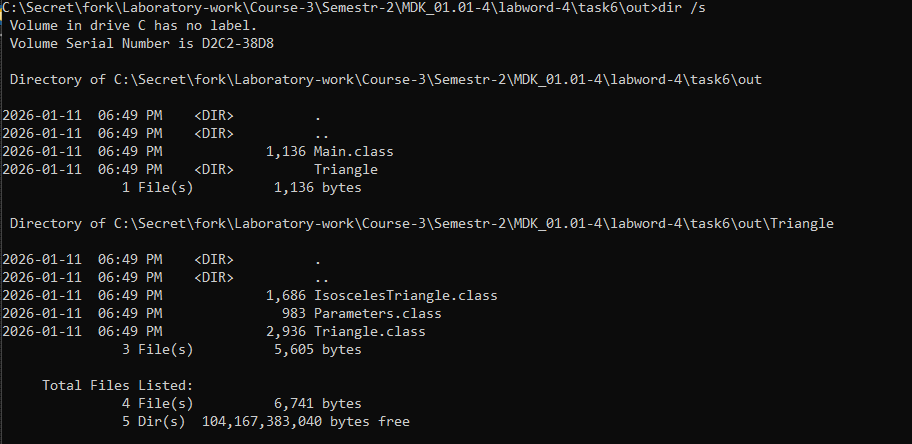 C:\Secret\fork\Laboratory-work\Course-3\Semestr-2\MDK_01.01-4\labword-4\task6\out>dir /s
 Volume in drive C has no label.
 Volume Serial Number is D2C2-38D8

 Directory of C:\Secret\fork\Laboratory-work\Course-3\Semestr-2\MDK_01.01-4\labword-4\task6\out

2026-01-11  06:49 PM    <DIR>          .
2026-01-11  06:49 PM    <DIR>          ..
2026-01-11  06:49 PM             1,136 Main.class
2026-01-11  06:49 PM    <DIR>          Triangle
               1 File(s)          1,136 bytes

 Directory of C:\Secret\fork\Laboratory-work\Course-3\Semestr-2\MDK_01.01-4\labword-4\task6\out\Triangle

2026-01-11  06:49 PM    <DIR>          .
2026-01-11  06:49 PM    <DIR>          ..
2026-01-11  06:49 PM             1,686 IsoscelesTriangle.class
2026-01-11  06:49 PM               983 Parameters.class
2026-01-11  06:49 PM             2,936 Triangle.class
               3 File(s)          5,605 bytes

     Total Files Listed:
               4 File(s)          6,741 bytes
               5 Dir(s)  104,167,383,040 bytes free